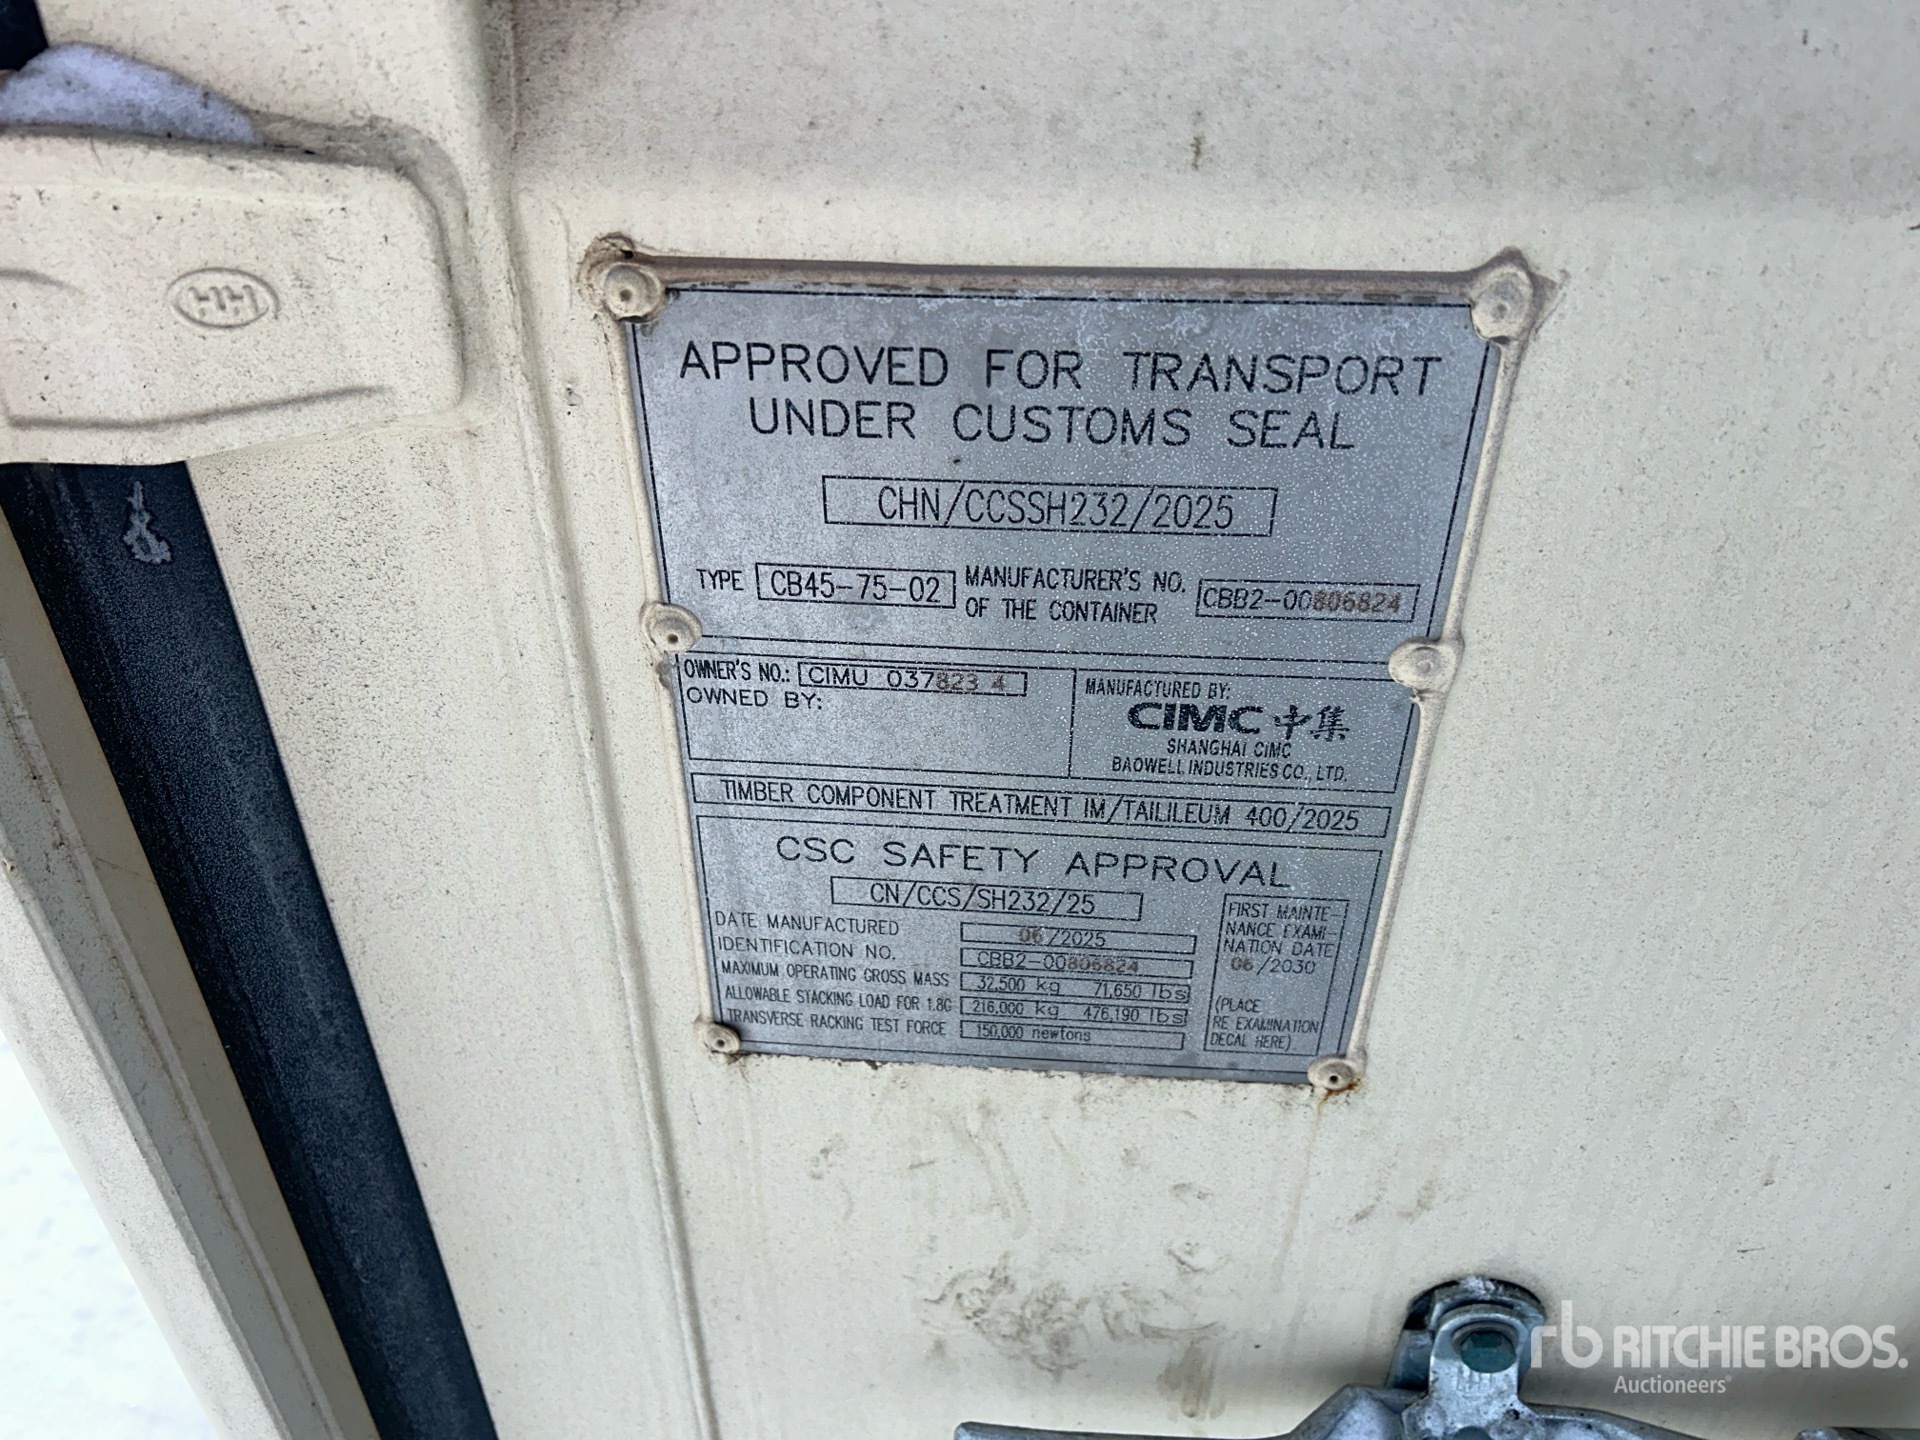 HH
APPROVED FOR TRANSPORT
UNDER CUSTOMS SEAL
CHN/CCSSH232/2025
TYPE CB45-75-02 MANUFACTURER'S NO. OF THE CONTAINER CBB2-00806824
OWNER'S NO.: CIMU 037823 4
OWNED BY:
MANUFACTURED BY:
CIMC 中集
SHANGHAI CIMC
BAOWELL INDUSTRIES CO., LTD.
TIMBER COMPONENT TREATMENT IM/TAILILEUM 400/2025
CSC SAFETY APPROVAL
CN/CCS/SH232/25
DATE MANUFACTURED 06/2025
IDENTIFICATION NO. CBB2-00806824
MAXIMUM OPERATING GROSS MASS 32,500 kg 71,650 lbs
ALLOWABLE STACKING LOAD FOR 1.8G 216,000 kg 476,190 lbs
TRANSVERSE RACKING TEST FORCE 150,000 newtons
FIRST MAINTE-
NANCE EXAMI-
NATION DATE
06/2030
(PLACE
RE EXAMINATION
DECAL HERE)
rb RITCHIE BROS.
Auctioneers